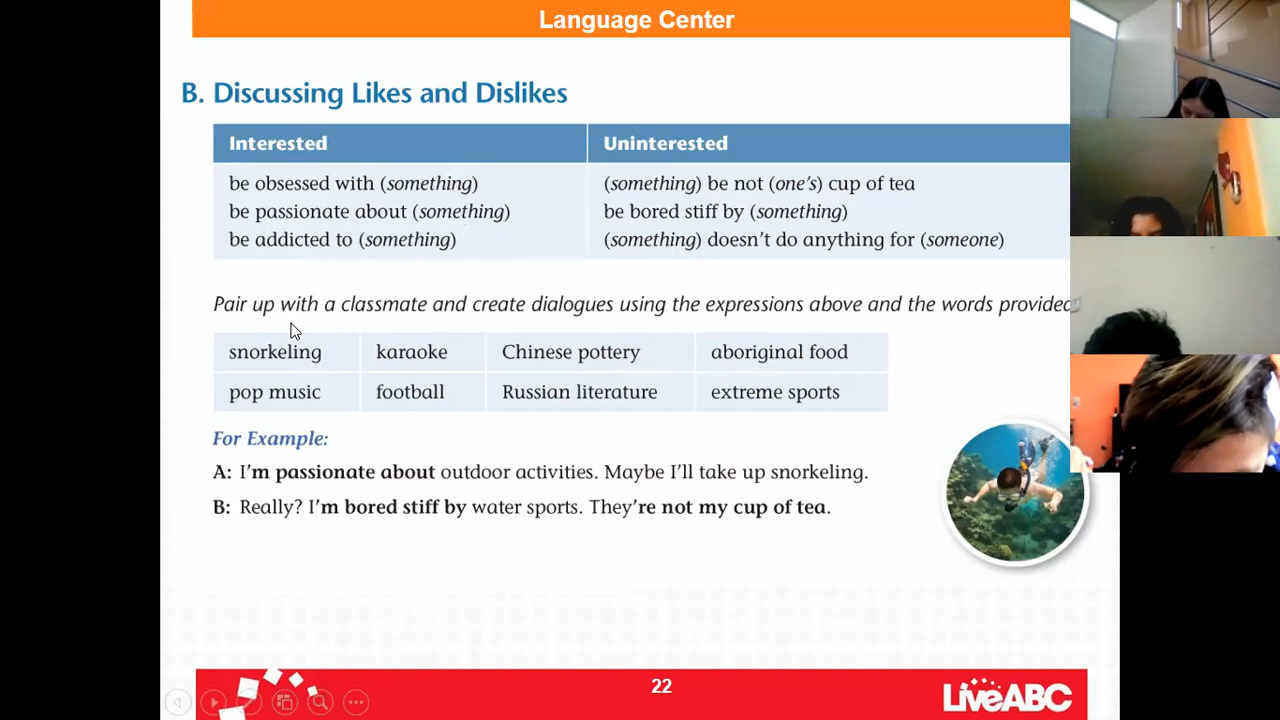 Language Center
B. Discussing Likes and Dislikes
Interested
Uninterested
be obsessed with (something)
(something) be not (one's) cup of tea
be passionate about (something)
be bored stiff by (something)
be addicted to (something)
(something) doesn't do anything for (someone)
Pair up with a classmate and create dialogues using the expressions above and the words provided
snorkeling
karaoke
Chinese pottery
aboriginal food
pop music
football
Russian literature
extreme sports
For Example:
A: I'm passionate about outdoor activities. Maybe I'll take up snorkeling.
B: Really? I'm bored stiff by water sports. They're not my cup of tea.
22
LiveABC